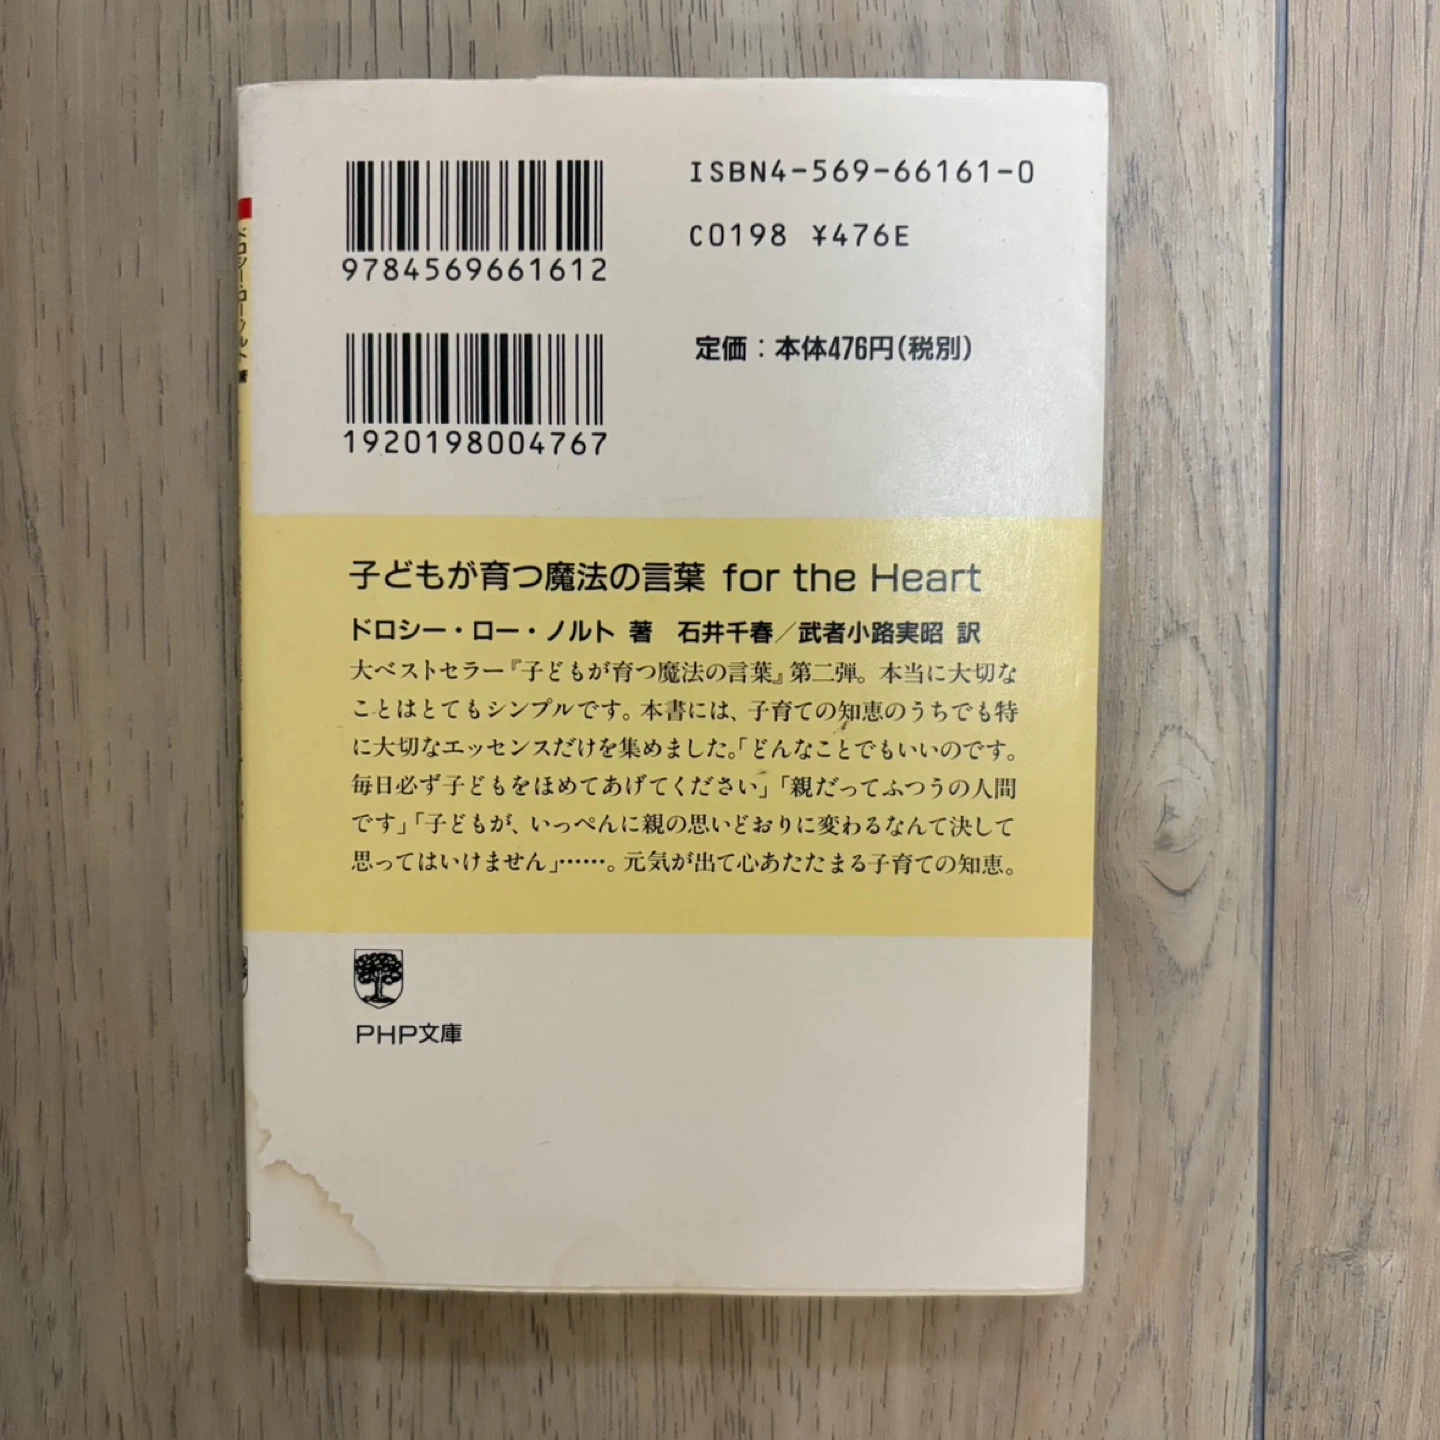 ISBN4-569-66161-0
C0198 ¥476E
9784569661612
定価：本体476円(税別)
1920198004767
子どもが育つ魔法の言葉 for the Heart
ドロシー・ロー・ノルト 著　石井千春／武者小路実昭 訳
大ベストセラー『子どもが育つ魔法の言葉』第二弾。本当に大切な
ことはとてもシンプルです。本書には、子育ての知恵のうちでも特
に大切なエッセンスだけを集めました。「どんなことでもいいのです。
毎日必ず子どもをほめてあげてください」「親だってふつうの人間
です」「子どもが、いっぺんに親の思いどおりに変わるなんて決して
思ってはいけません」……。元気が出て心あたたまる子育ての知恵。
PHP文庫
ドロシー・ロー・ノルト 著